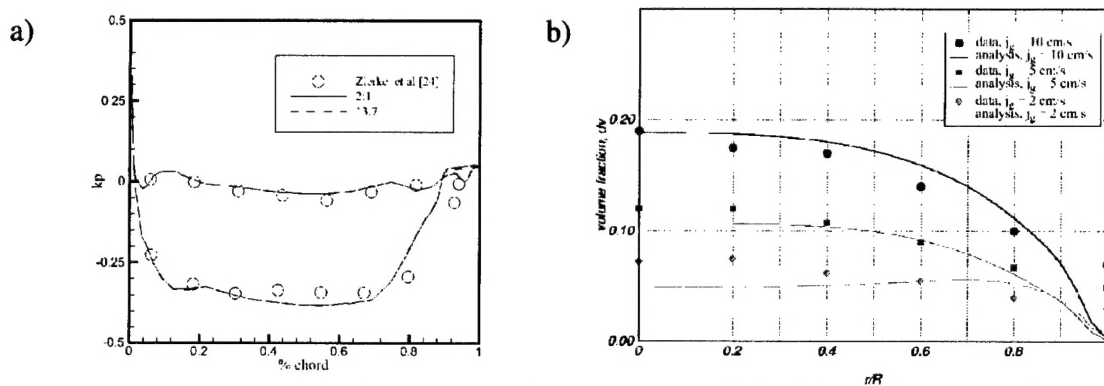 a)
0.5
0.25
0
-0.25
-0.5
kp
0
0.2
0.4
0.6
0.8
1
% chord
Zierke et al [24]
2:1
b)
data, jg = 10 cm/s
analysis, jg = 10 cm/s
data, jg = 5 cm/s
analysis, jg = 5 cm/s
data, jg = 2 cm/s
analysis, jg = 2 cm/s
0.20
0.10
0.00
volume fraction,
0
0.2
0.4
0.6
0.8
r/R